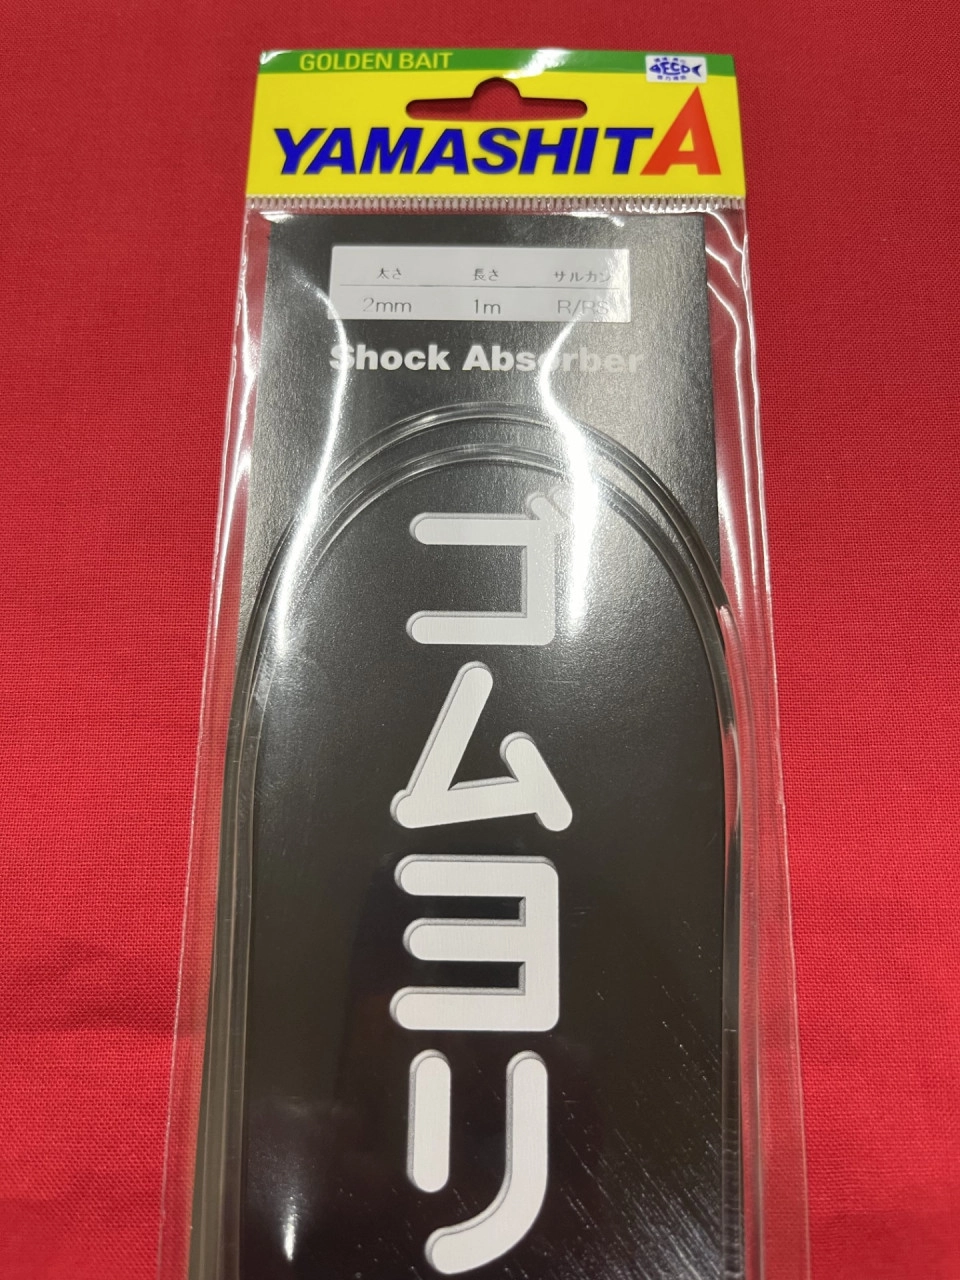 GOLDEN BAIT
YAMASHITA
太さ 長さ サルカン
2mm 1m R/RS
Shock Absorber
ゴムヨリ